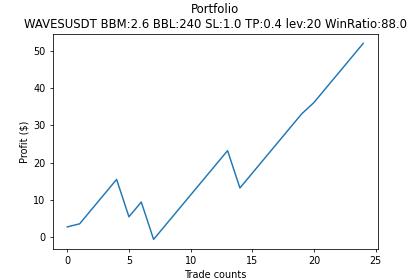 Portfolio
WAVESUSDT BBM:2.6 BBL:240 SL:1.0 TP:0.4 lev:20 WinRatio:88.0
50
40
30
20
10
0
Profit ($)
0 5 10 15 20 25
Trade counts